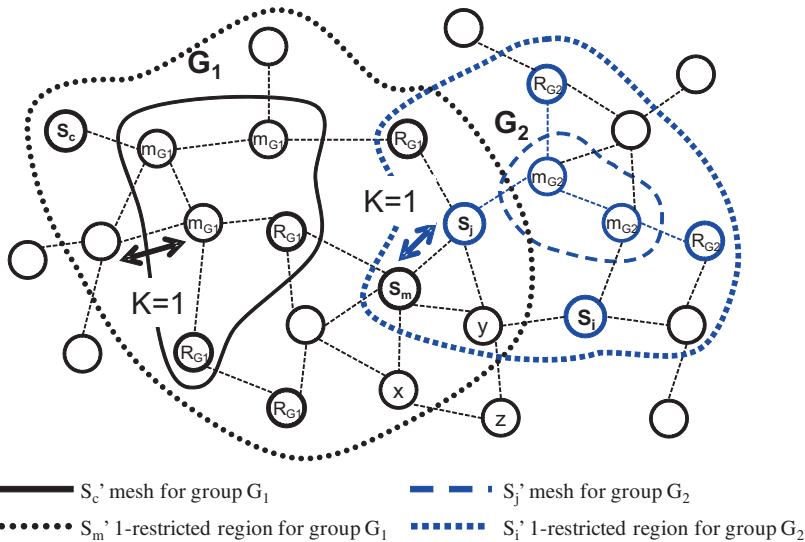 G1
G2
Sc
mG1
mG1
RG1
RG2
mG2
K=1
Sj
mG2
RG2
mG1
RG1
K=1
Sm
Si
y
RG1
x
RG1
z
Sc’ mesh for group G1
Sj’ mesh for group G2
Sm’ 1-restricted region for group G1
Si’ 1-restricted region for group G2